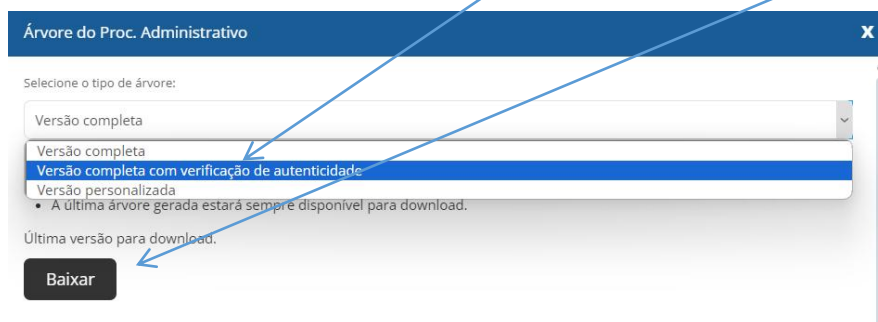 Árvore do Proc. Administrativo X
Selecione o tipo de árvore:
Versão completa
Versão completa
Versão completa com verificação de autenticidade
Versão personalizada
• A última árvore gerada estará sempre disponível para download.
Última versão para download.
Baixar